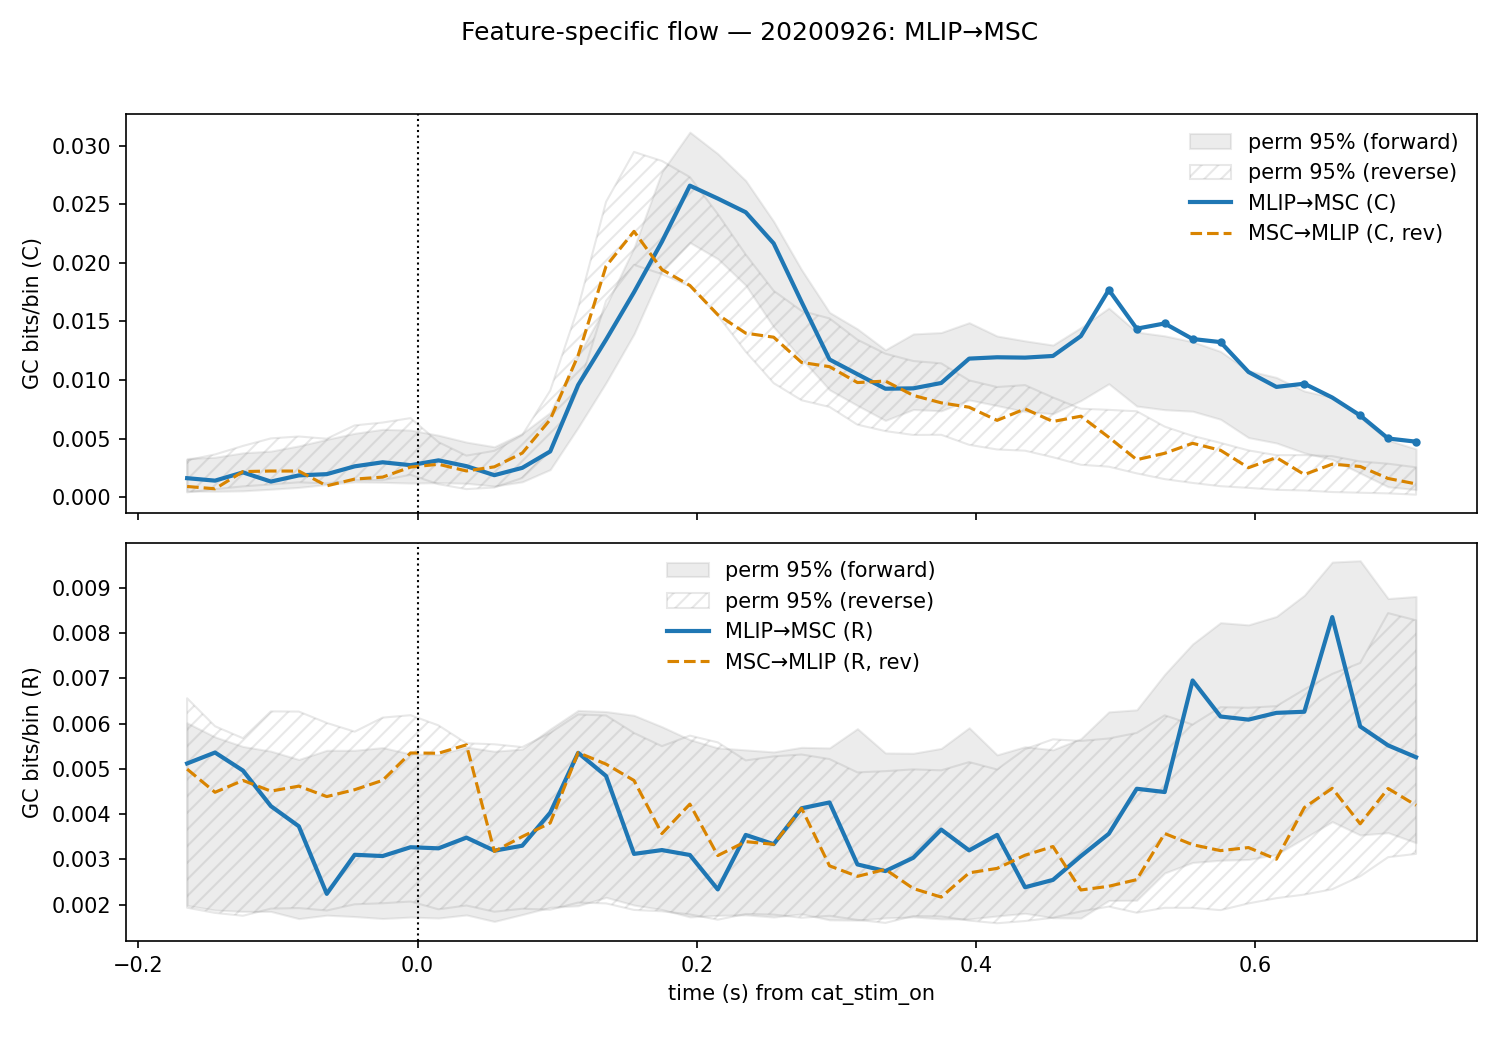 Feature-specific flow — 20200926: MLIP→MSC
GC bits/bin (C)
0.030
0.025
0.020
0.015
0.010
0.005
0.000
perm 95% (forward)
perm 95% (reverse)
MLIP→MSC (C)
MSC→MLIP (C, rev)
GC bits/bin (R)
0.009
0.008
0.007
0.006
0.005
0.004
0.003
0.002
perm 95% (forward)
perm 95% (reverse)
MLIP→MSC (R)
MSC→MLIP (R, rev)
−0.2 0.0 0.2 0.4 0.6
time (s) from cat_stim_on